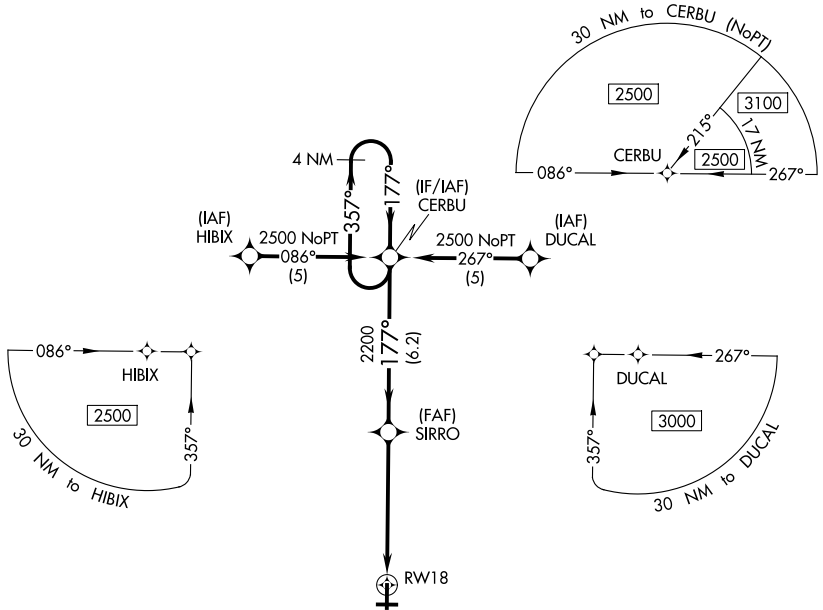 30 NM to CERBU (NoPT)
2500
3100
215°
17 NM
CERBU
2500
086°
267°
4 NM
357°
177°
(IF/IAF)
CERBU
(IAF)
HIBIX
2500 NoPT
086°
(5)
2500 NoPT
267°
(5)
(IAF)
DUCAL
2200
177°
(6.2)
086°
HIBIX
2500
357°
30 NM to HIBIX
267°
DUCAL
3000
357°
30 NM to DUCAL
(FAF)
SIRRO
RW18